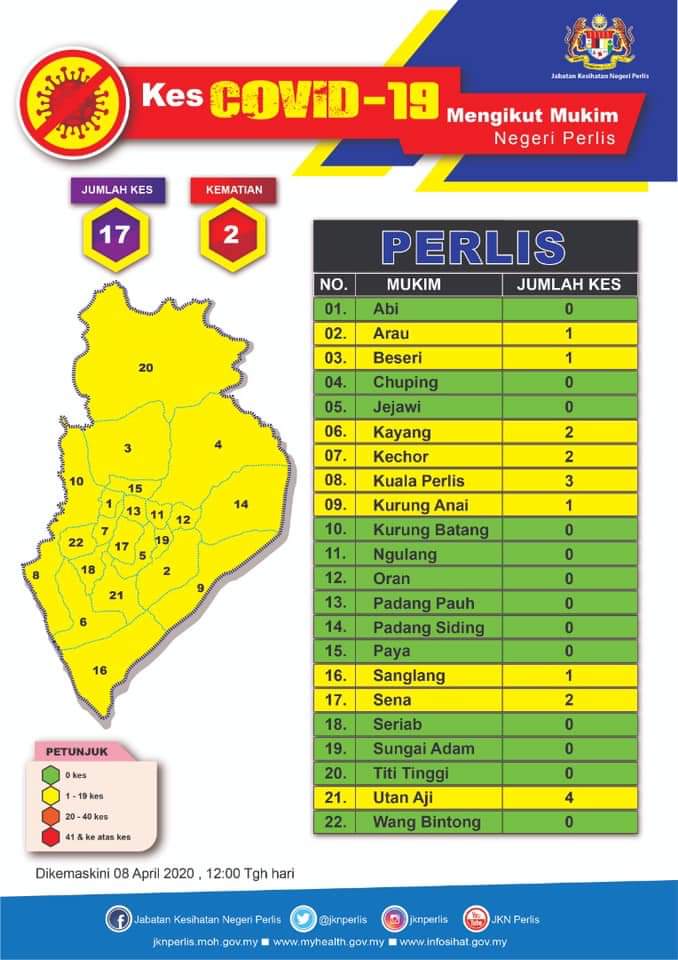 Jabatan Kesihatan Negeri Perlis
Kes COVID-19
Mengikut Mukim
Negeri Perlis
JUMLAH KES
17
KEMATIAN
2
PERLIS
NO. MUKIM JUMLAH KES
01. Abi 0
02. Arau 1
03. Beseri 1
04. Chuping 0
05. Jejawi 0
06. Kayang 2
07. Kechor 2
08. Kuala Perlis 3
09. Kurung Anai 1
10. Kurung Batang 0
11. Ngulang 0
12. Oran 0
13. Padang Pauh 0
14. Padang Siding 0
15. Paya 0
16. Sanglang 1
17. Sena 2
18. Seriab 0
19. Sungai Adam 0
20. Titi Tinggi 0
21. Utan Aji 4
22. Wang Bintong 0
20
3
4
10
15
14
1
13
11
12
7
22
17
19
5
18
2
8
9
21
6
16
PETUNJUK
0 kes
1 - 19 kes
20 - 40 kes
41 & ke atas kes
Dikemaskini 08 April 2020 , 12:00 Tgh hari
Jabatan Kesihatan Negeri Perlis @jknperlis jknperlis You Tube JKN Perlis
jknperlis.moh.gov.my ■ www.myhealth.gov.my ■ www.infosihat.gov.my